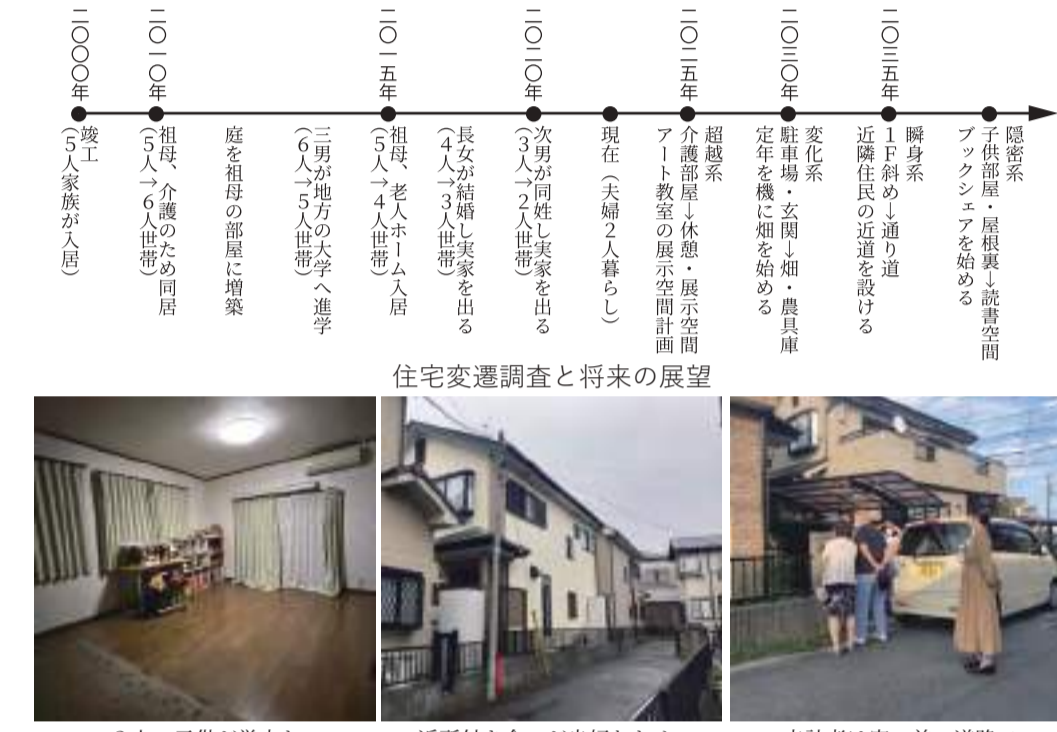 二〇〇〇年
竣工
(5人家族が入居)
二〇一〇年
祖母、介護のため同居
(5人→6人世帯)
庭を祖母の部屋に増築
三男が地方の大学へ進学
(6人→5人世帯)
二〇一五年
祖母、老人ホーム入居
(5人→4人世帯)
長女が結婚し実家を出る
(4人→3人世帯)
二〇二〇年
次男が同姓し実家を出る
(3人→2人世帯)
現在(夫婦2人暮らし)
二〇二五年
超越系
介護部屋↓休憩・展示空間
アート教室の展示空間計画
二〇三〇年
変化系
駐車場・玄関↓畑・農具庫
定年を機に畑を始める
二〇三五年
瞬身系
1F斜め↓通り道
近隣住民の近道を設ける
隠密系
子供部屋・屋根裏↓読書空間
ブックシェアを始める
住宅変遷調査と将来の展望